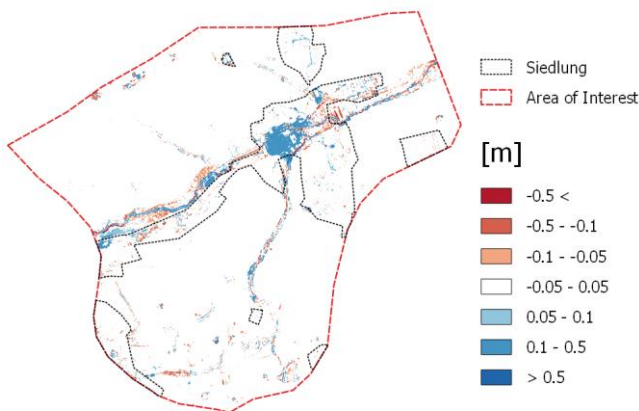 Siedlung
Area of Interest
[m]
-0.5 <
-0.5 - -0.1
-0.1 - -0.05
-0.05 - 0.05
0.05 - 0.1
0.1 - 0.5
> 0.5